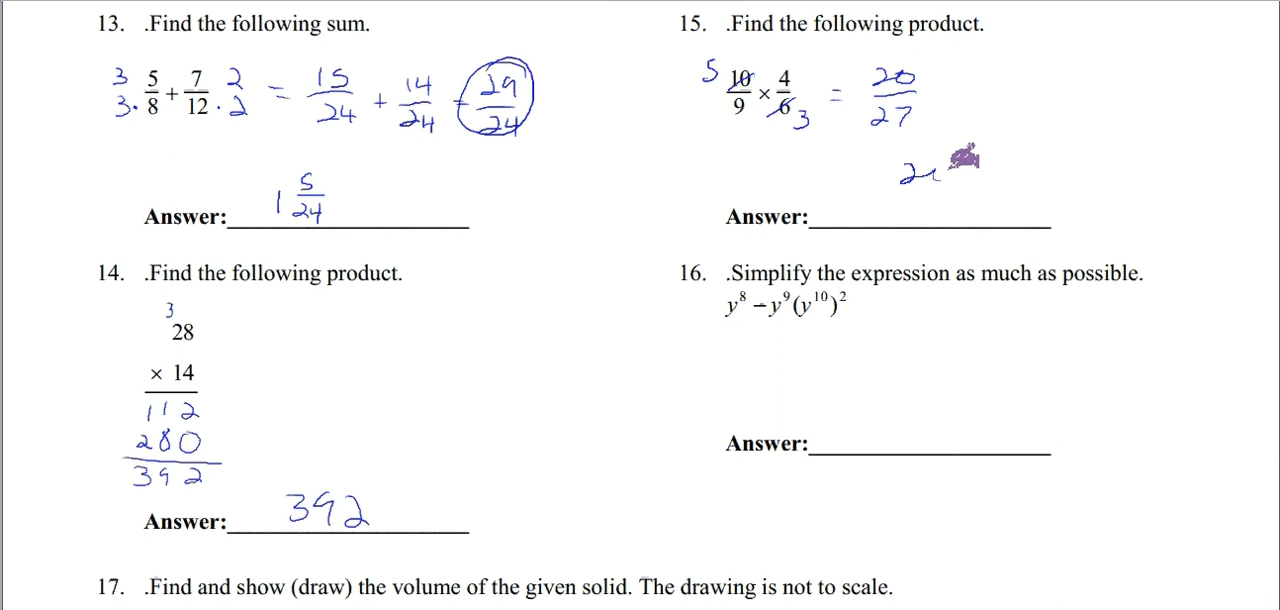 13. .Find the following sum.
3/3 · 5/8 + 7/12 · 2/2 = 15/24 + 14/24 = 29/24
1 5/24
Answer:
14. .Find the following product.
3
28
× 14
112
280
392
Answer: 392
15. .Find the following product.
5 10/9 × 4/6 3 = 20/27
Answer:
16. .Simplify the expression as much as possible.
y⁸ – y⁹(y¹⁰)²
Answer:
17. .Find and show (draw) the volume of the given solid. The drawing is not to scale.